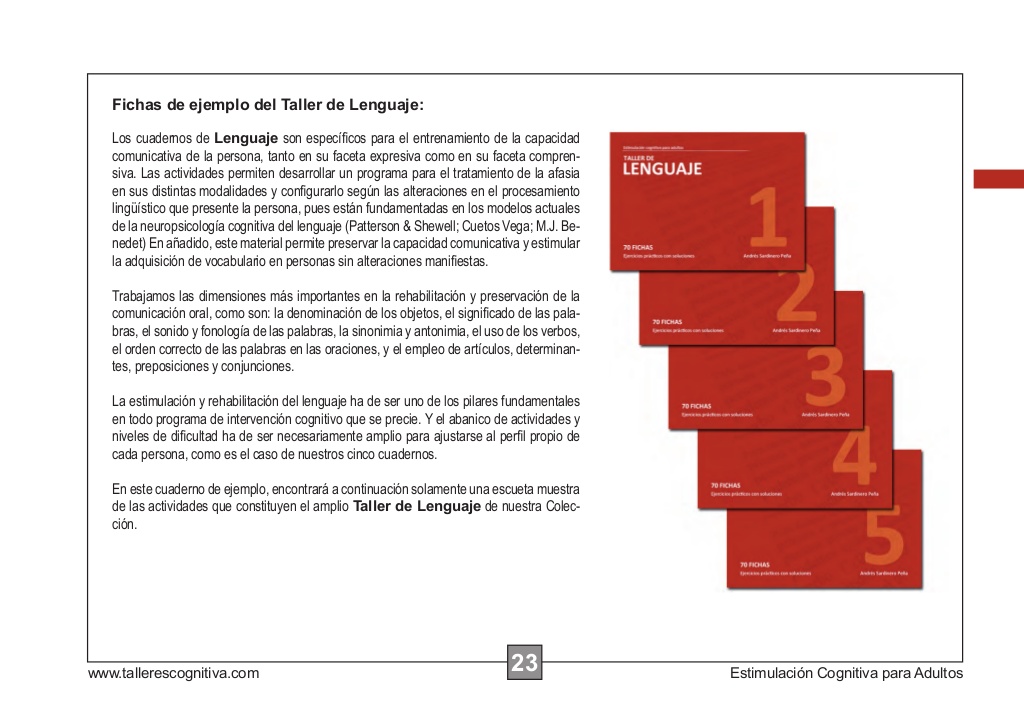 Fichas de ejemplo del Taller de Lenguaje:
Los cuadernos de Lenguaje son específicos para el entrenamiento de la capacidad
comunicativa de la persona, tanto en su faceta expresiva como en su faceta compren-
siva. Las actividades permiten desarrollar un programa para el tratamiento de la afasia
en sus distintas modalidades y configurarlo según las alteraciones en el procesamiento
lingüístico que presente la persona, pues están fundamentadas en los modelos actuales
de la neuropsicología cognitiva del lenguaje (Patterson & Shewell; Cuetos Vega; M.J. Be-
nedet) En añadido, este material permite preservar la capacidad comunicativa y estimular
la adquisición de vocabulario en personas sin alteraciones manifiestas.
Trabajamos las dimensiones más importantes en la rehabilitación y preservación de la
comunicación oral, como son: la denominación de los objetos, el significado de las pala-
bras, el sonido y fonología de las palabras, la sinonimia y antonimia, el uso de los verbos,
el orden correcto de las palabras en las oraciones, y el empleo de artículos, determinan-
tes, preposiciones y conjunciones.
La estimulación y rehabilitación del lenguaje ha de ser uno de los pilares fundamentales
en todo programa de intervención cognitivo que se precie. Y el abanico de actividades y
niveles de dificultad ha de ser necesariamente amplio para ajustarse al perfil propio de
cada persona, como es el caso de nuestros cinco cuadernos.
En este cuaderno de ejemplo, encontrará a continuación solamente una escueta muestra
de las actividades que constituyen el amplio Taller de Lenguaje de nuestra Colec-
ción.
Estimulación cognitiva para adultos
TALLER DE
LENGUAJE
1
70 FICHAS
Ejercicios prácticos con soluciones
Andrés Sardinero Peña
2
70 FICHAS
Ejercicios prácticos con soluciones
Andrés Sardinero Peña
3
70 FICHAS
Ejercicios prácticos con soluciones
Andrés Sardinero Peña
4
70 FICHAS
Ejercicios prácticos con soluciones
Andrés Sardinero Peña
5
70 FICHAS
Ejercicios prácticos con soluciones
Andrés Sardinero Peña
www.tallerescognitiva.com
23
Estimulación Cognitiva para Adultos